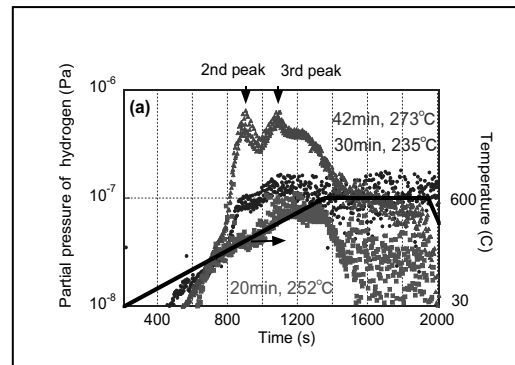 2nd peak 3rd peak
10⁻⁶
(a)
42min, 273℃
30min, 235℃
10⁻⁷
600
20min, 252℃
10⁻⁸
30
400 800 1200 1600 2000
Time (s)
Partial pressure of hydrogen (Pa)
Temperature (C)